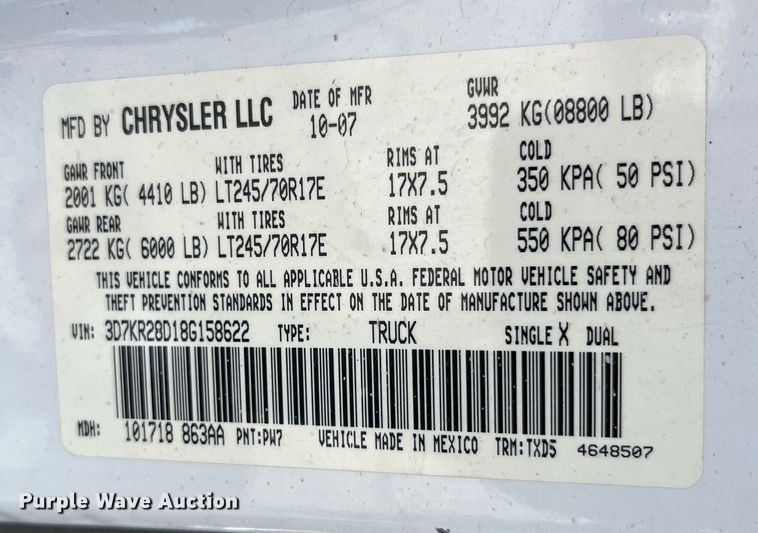 MFD BY CHRYSLER LLC DATE OF MFR 10-07 GVWR 3992 KG(08800 LB)
GAWR FRONT WITH TIRES RIMS AT COLD
2001 KG( 4410 LB) LT245/70R17E 17X7.5 350 KPA( 50 PSI)
GAWR REAR WITH TIRES RIMS AT COLD
2722 KG( 6000 LB) LT245/70R17E 17X7.5 550 KPA( 80 PSI)
THIS VEHICLE CONFORMS TO ALL APPLICABLE U.S.A. FEDERAL MOTOR VEHICLE SAFETY AND
THEFT PREVENTION STANDARDS IN EFFECT ON THE DATE OF MANUFACTURE SHOWN ABOVE.
VIN: 3D7KR28D18G158622 TYPE: TRUCK SINGLE X DUAL
MDH: 101718 863AA PNT:PW7 VEHICLE MADE IN MEXICO TRM:TXD5 4648507
Purple Wave Auction